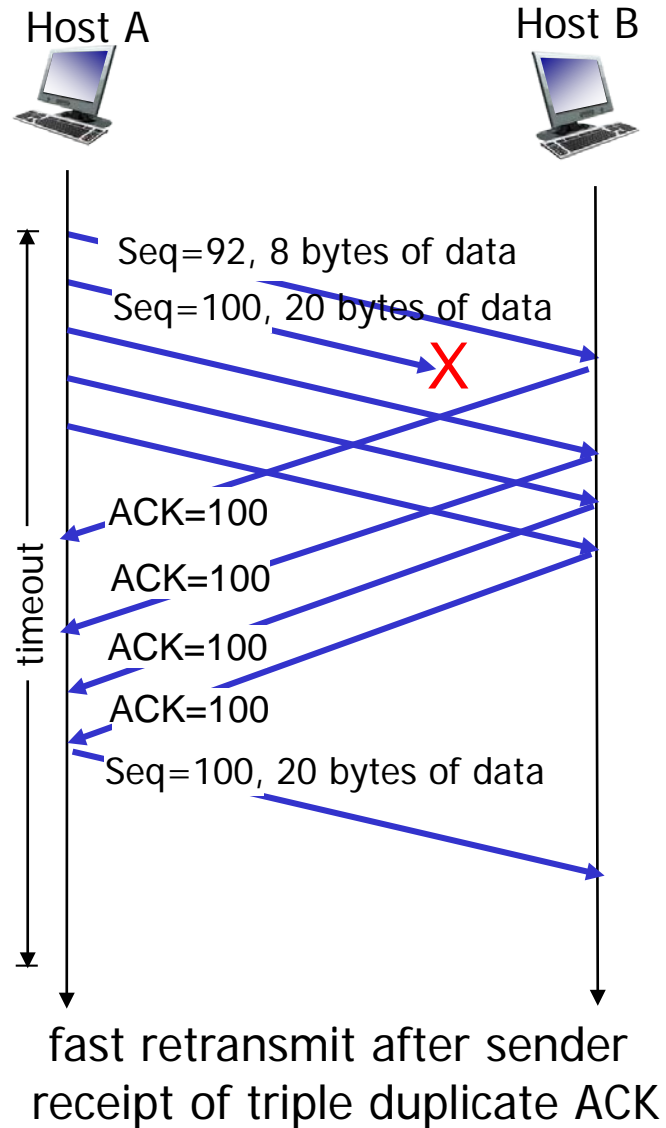 Host A
Host B
Seq=92, 8 bytes of data
Seq=100, 20 bytes of data
X
ACK=100
ACK=100
ACK=100
ACK=100
timeout
Seq=100, 20 bytes of data
fast retransmit after sender
receipt of triple duplicate ACK